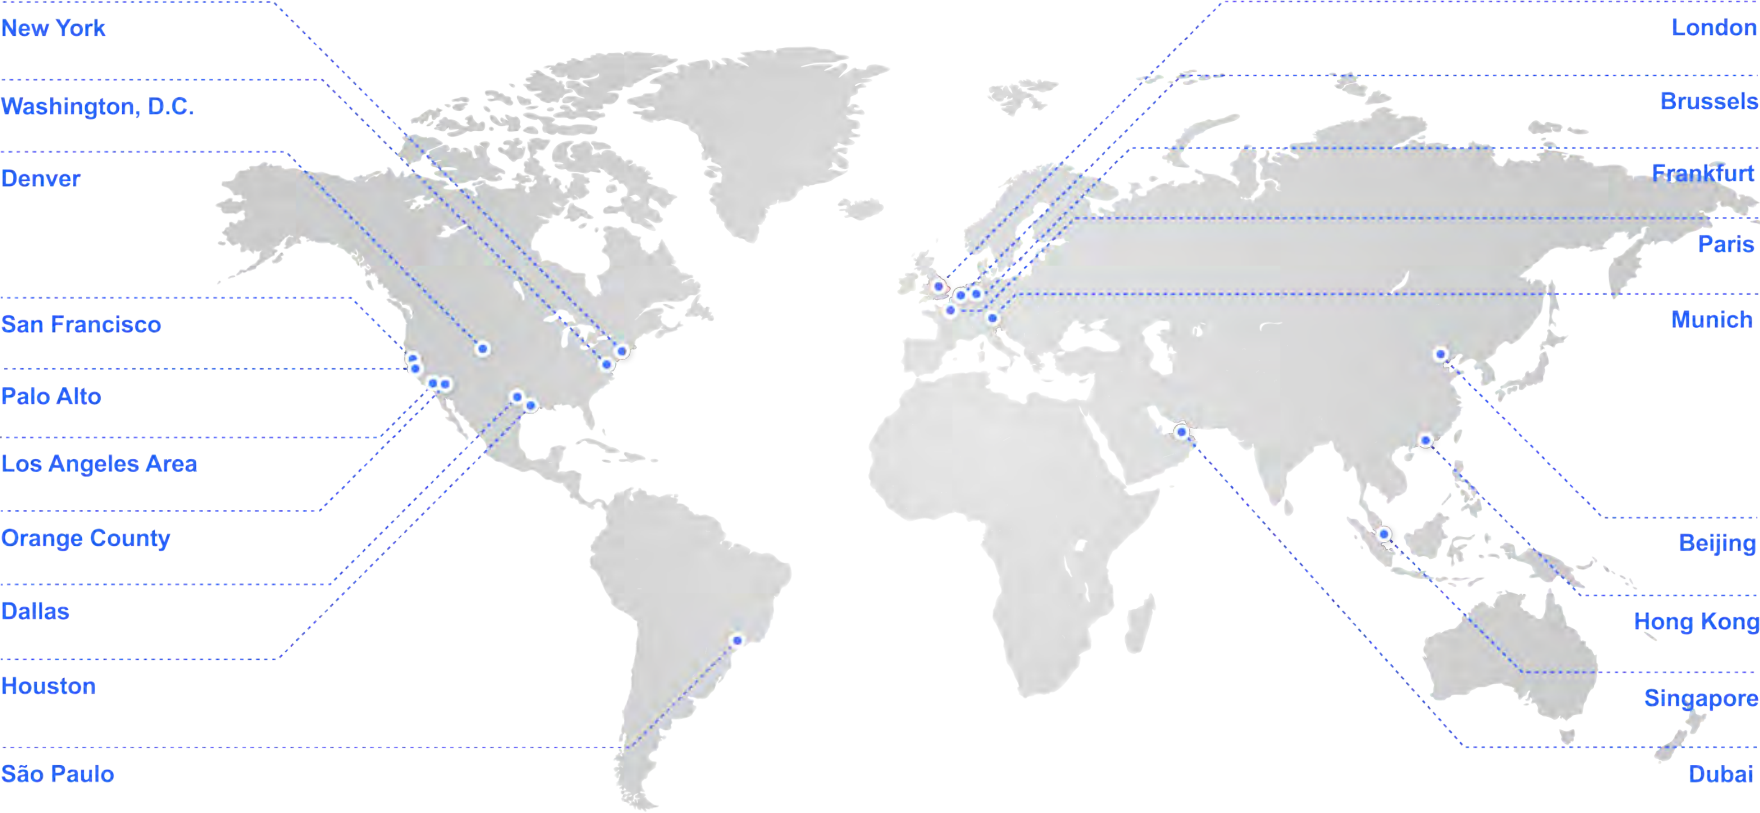 New York
Washington, D.C.
Denver
San Francisco
Palo Alto
Los Angeles Area
Orange County
Dallas
Houston
São Paulo
London
Brussels
Frankfurt
Paris
Munich
Beijing
Hong Kong
Singapore
Dubai